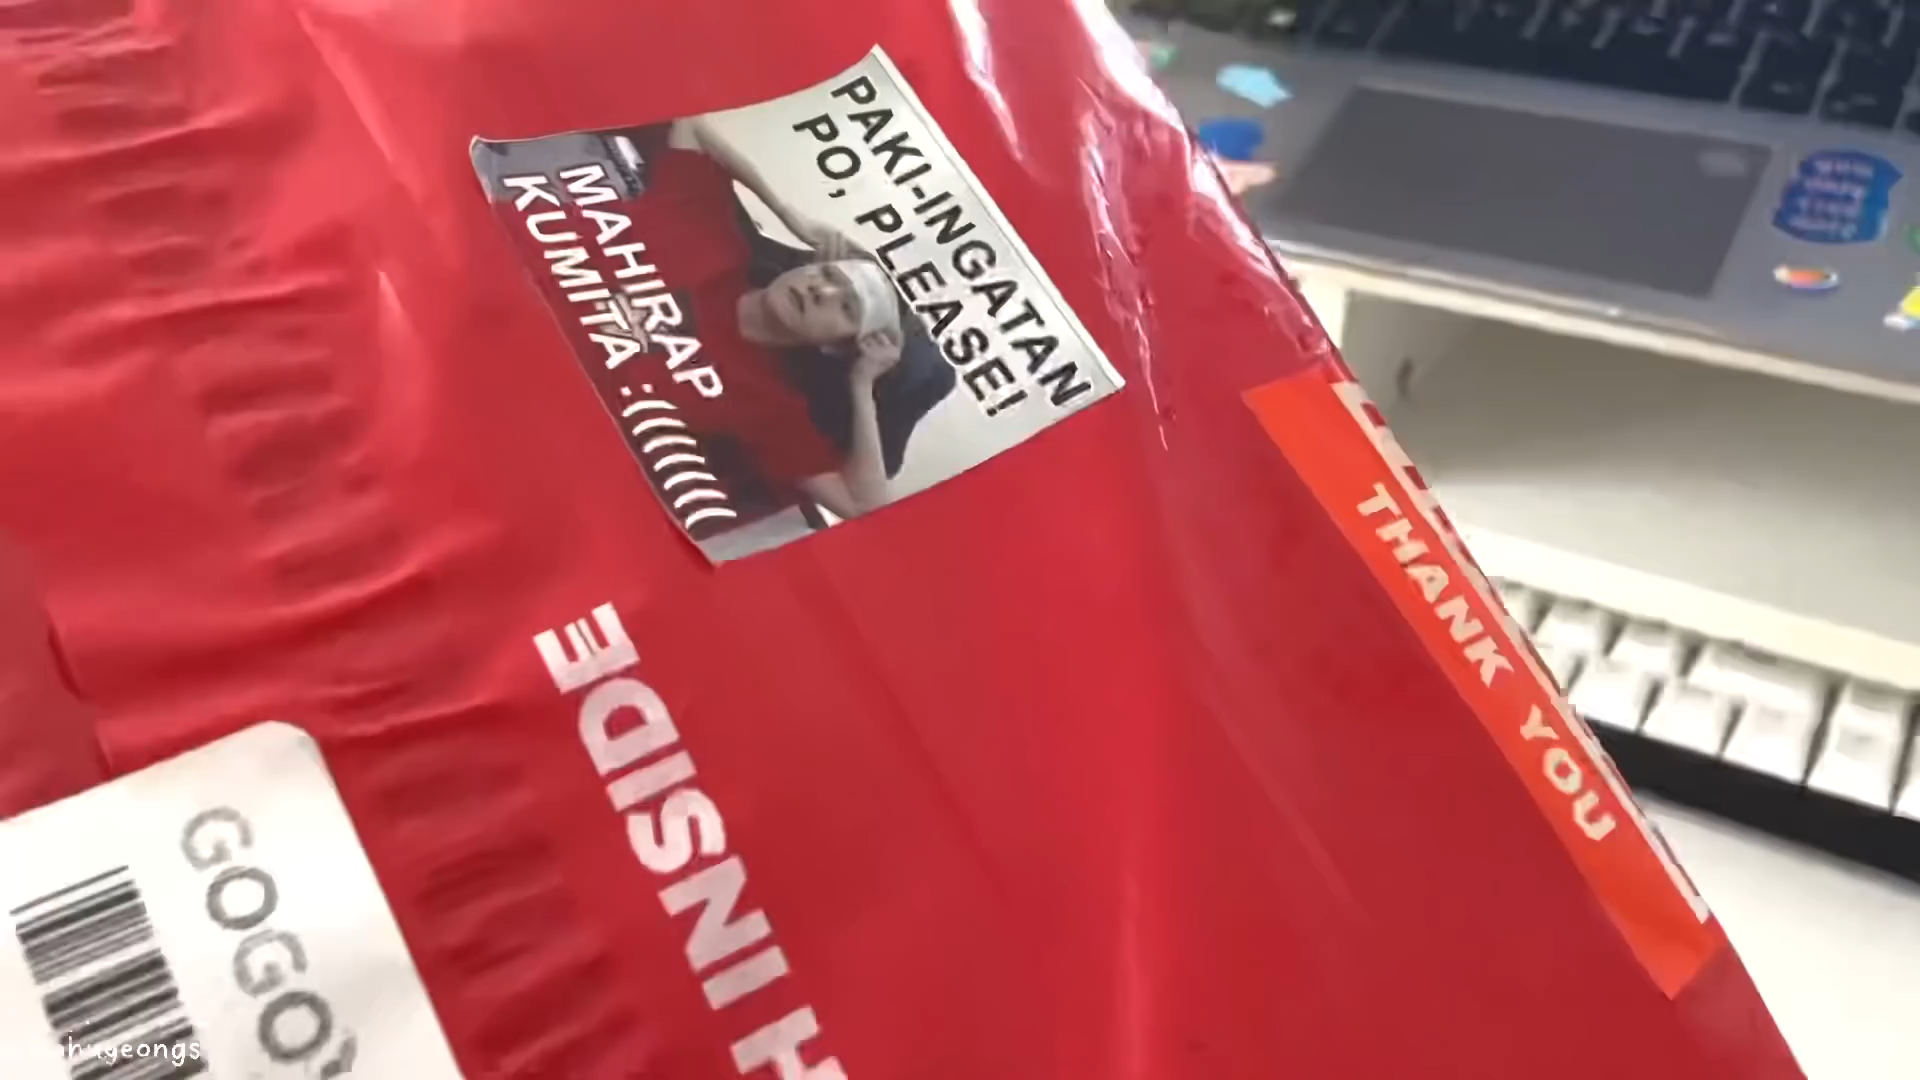 PAKI-INGATAN
PO, PLEASE!
MAHIRAP
KUMITA :(((((((
THANK YOU
INSIDE
GOGO